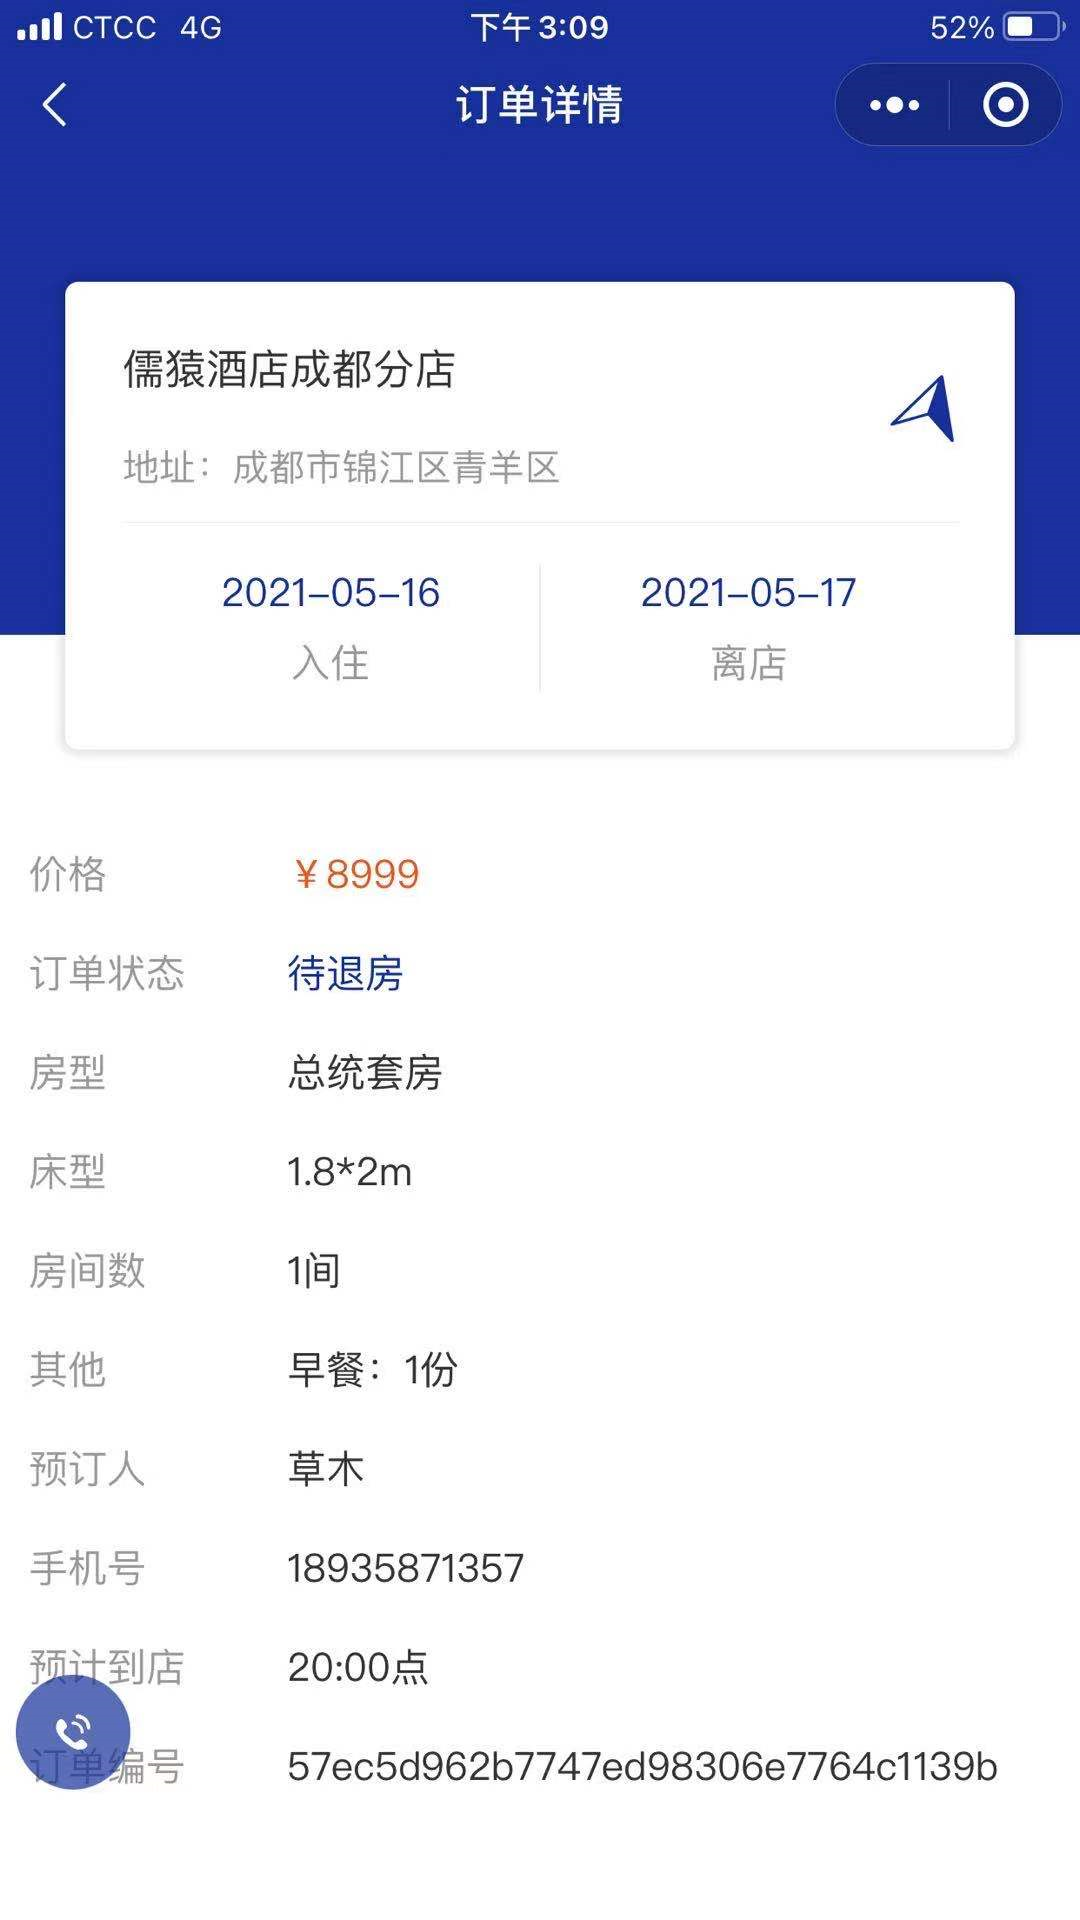 CTCC 4G 下午3:09 52%
订单详情
儒猿酒店成都分店
地址：成都市锦江区青羊区
2021-05-16 2021-05-17
入住 离店
价格 ￥8999
订单状态 待退房
房型 总统套房
床型 1.8*2m
房间数 1间
其他 早餐：1份
预订人 草木
手机号 18935871357
预计到店 20:00点
订单编号 57ec5d962b7747ed98306e7764c1139b